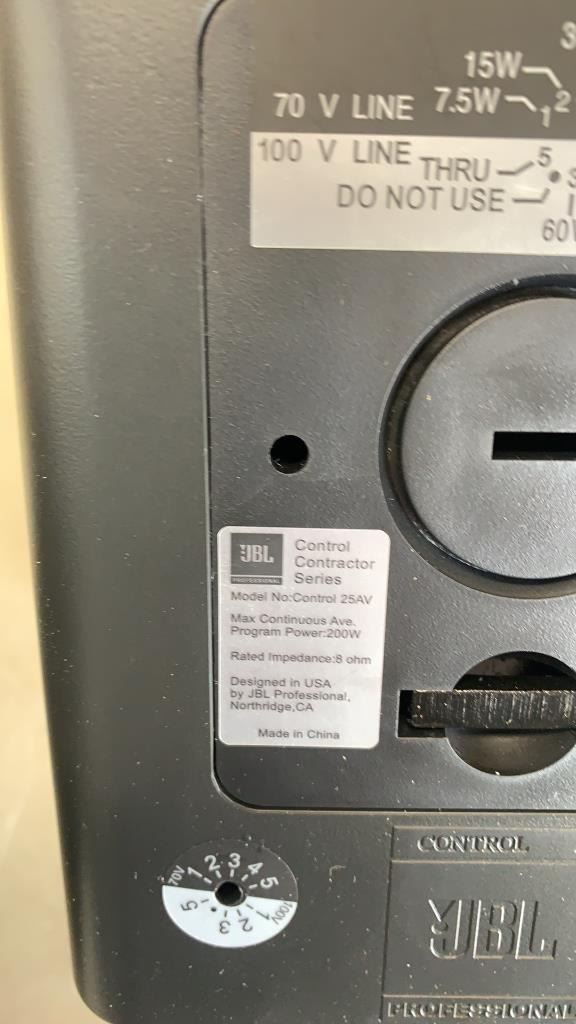 3
15W
70 V LINE 7.5W 1 2
100 V LINE THRU 5 3
DO NOT USE
60
JBL
PROFESSIONAL
Control
Contractor
Series
Model No:Control 25AV
Max Continuous Ave.
Program Power:200W
Rated Impedance:8 ohm
Designed in USA
by JBL Professional,
Northridge,CA
Made in China
70V 1 2 3 4 5
100V 1 2 3 5
CONTROL
JBL
PROFESSIONAL